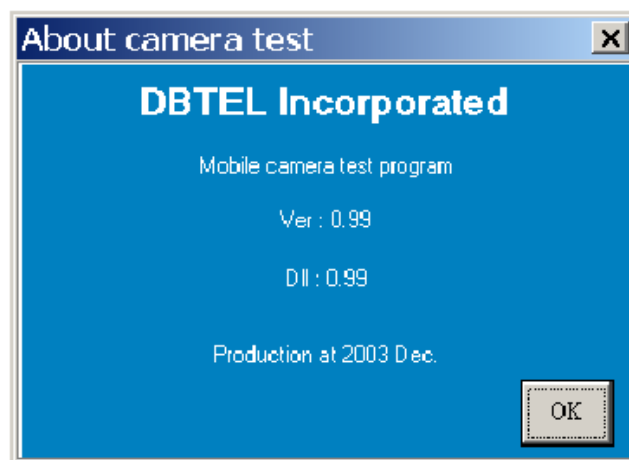 About camera test
DBTEL Incorporated
Mobile camera test program
Ver : 0.99
Dll : 0.99
Production at 2003 Dec.
OK